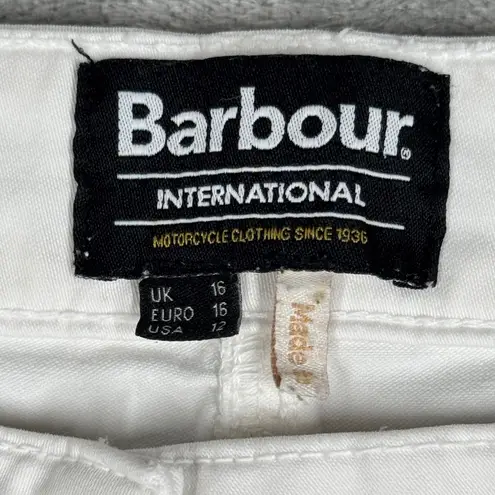 Barbour®
INTERNATIONAL
MOTORCYCLE CLOTHING SINCE 1936
UK 16
EURO 16
USA 12
Made